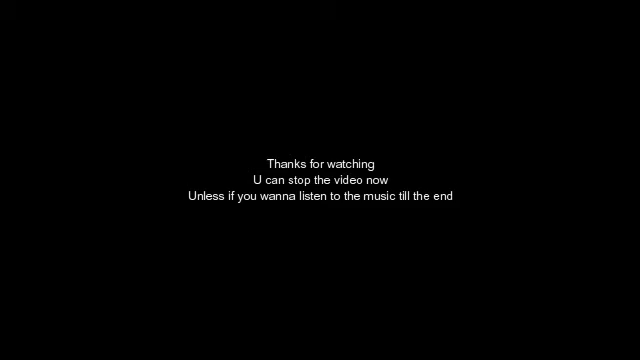 Thanks for watching
U can stop the video now
Unless if you wanna listen to the music till the end